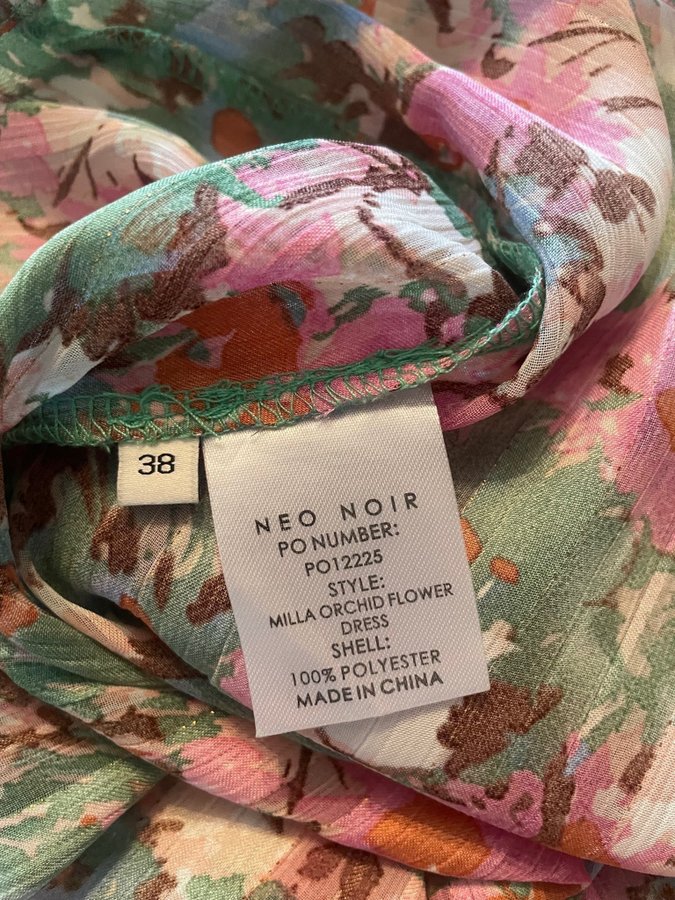 38
NEO NOIR
PO NUMBER:
PO12225
STYLE:
MILLA ORCHID FLOWER
DRESS
SHELL:
100% POLYESTER
MADE IN CHINA